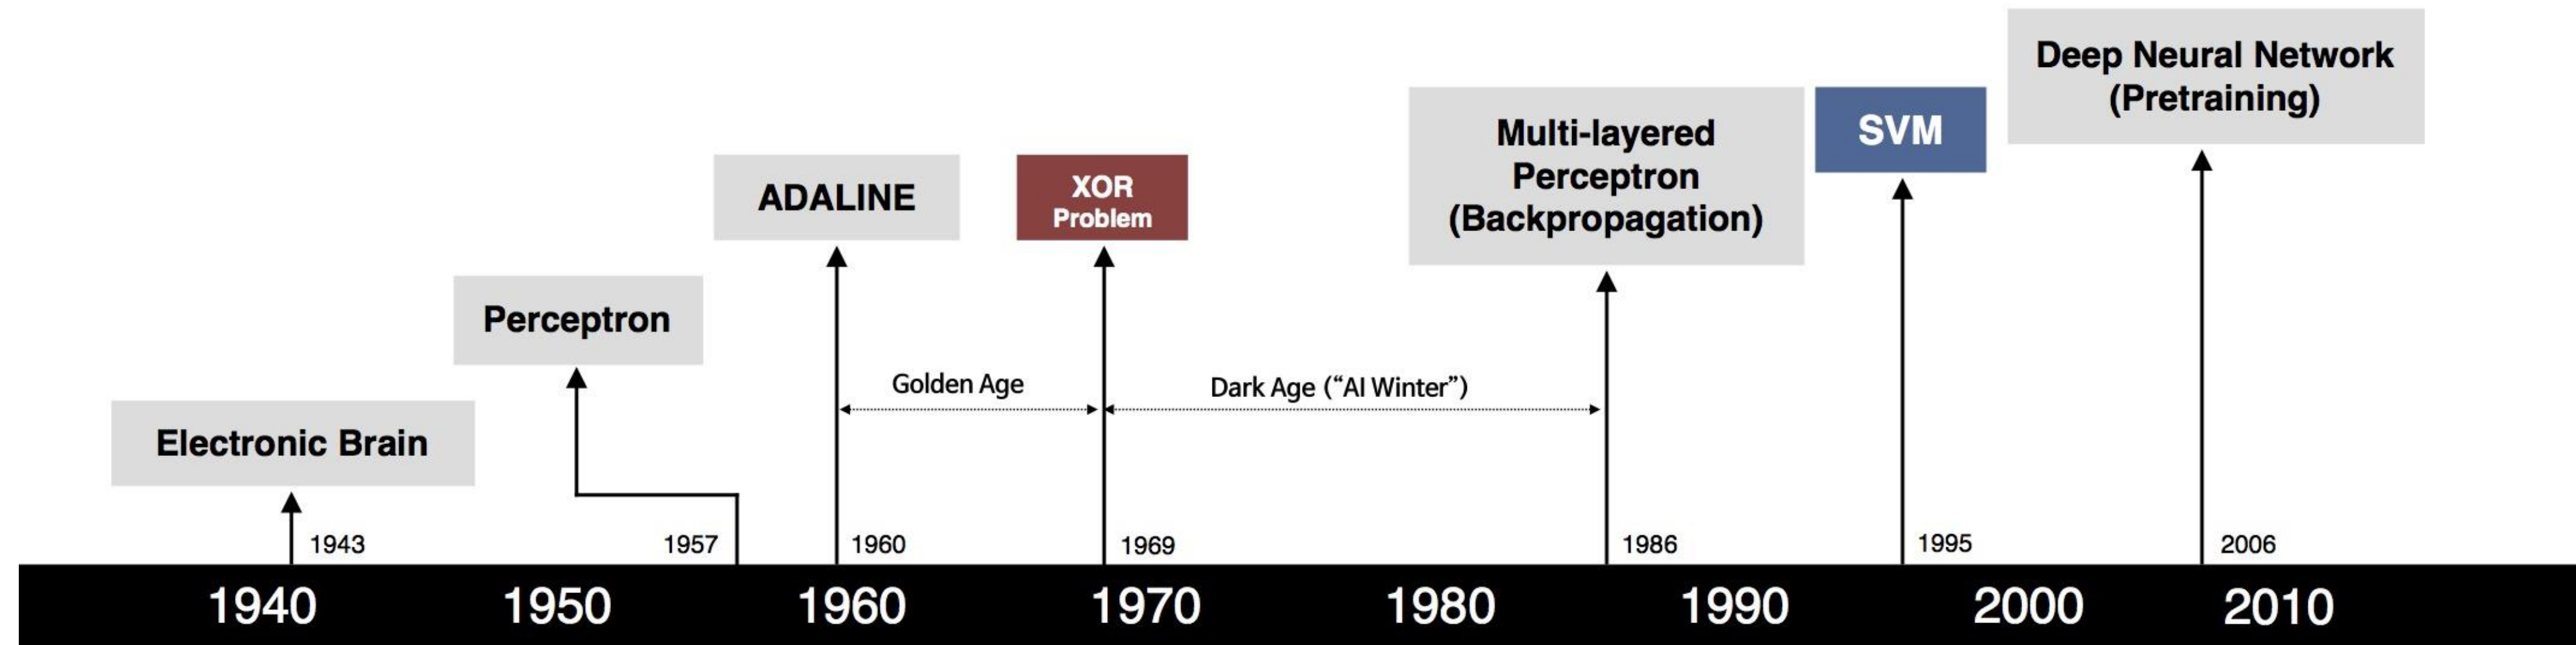 Electronic Brain
1943
Perceptron
1957
ADALINE
1960
Golden Age
XOR
Problem
1969
Dark Age (“AI Winter”)
Multi-layered
Perceptron
(Backpropagation)
1986
SVM
1995
Deep Neural Network
(Pretraining)
2006
1940 1950 1960 1970 1980 1990 2000 2010